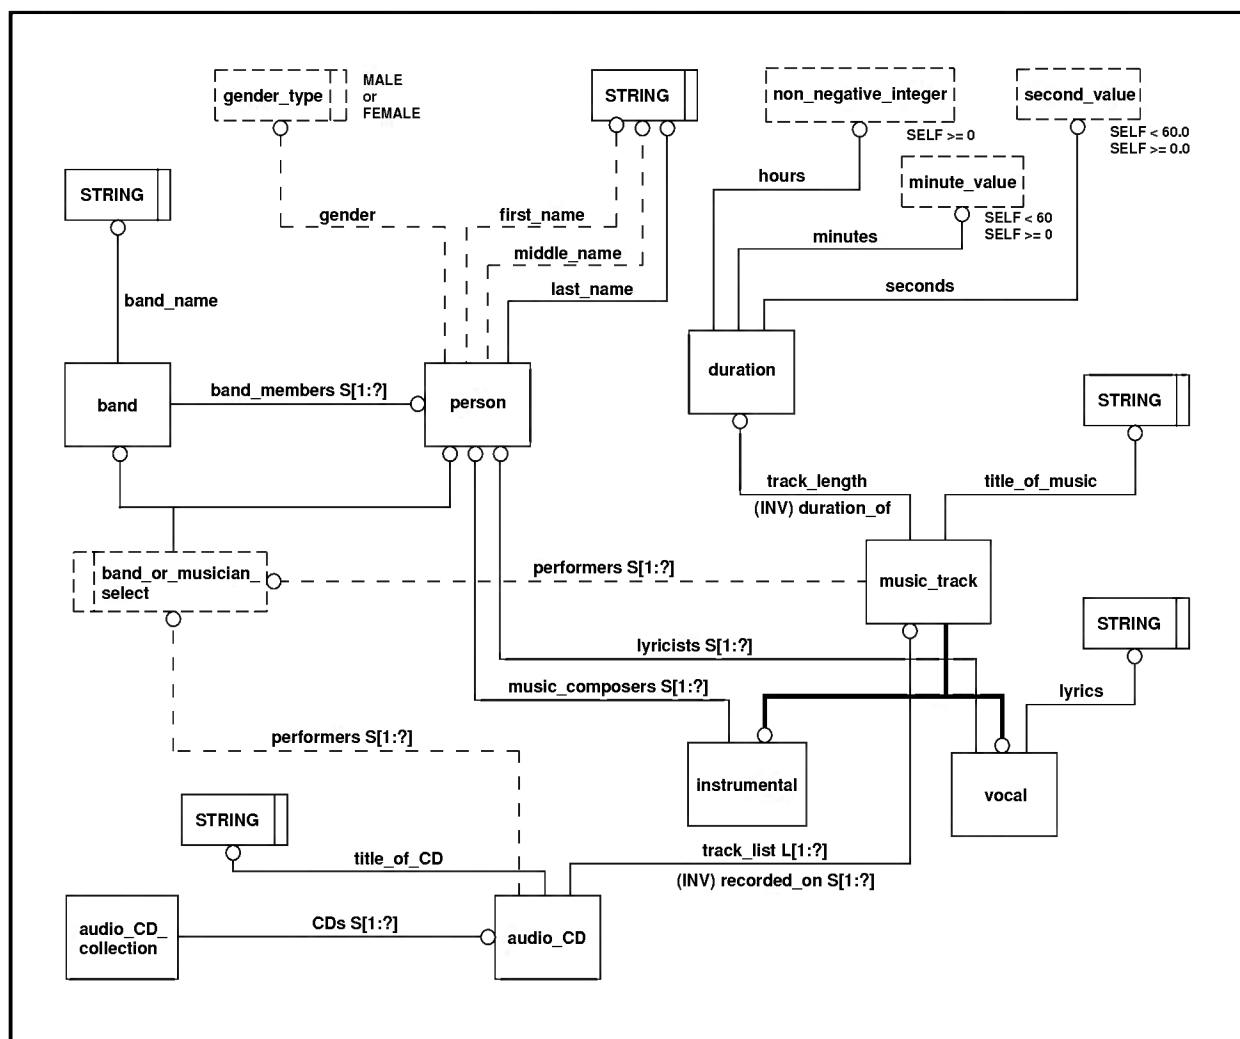 gender_type
MALE
or
FEMALE
STRING
non_negative_integer
SELF >= 0
second_value
SELF < 60.0
SELF >= 0.0
minute_value
SELF < 60
SELF >= 0
STRING
hours
gender
first_name
minutes
middle_name
seconds
last_name
band_name
duration
band_members S[1:?]
band
person
STRING
track_length
(INV) duration_of
title_of_music
band_or_musician_
select
performers S[1:?]
music_track
STRING
lyricists S[1:?]
music_composers S[1:?]
lyrics
performers S[1:?]
instrumental
vocal
STRING
title_of_CD
track_list L[1:?]
(INV) recorded_on S[1:?]
audio_CD_
collection
CDs S[1:?]
audio_CD